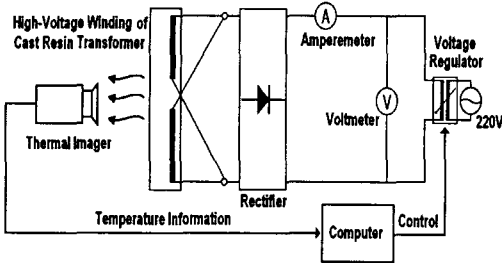 High-Voltage Winding of
Cast Resin Transformer
A
Amperemeter
Voltage
Regulator
V
Voltmeter
220V
Thermal Imager
Rectifier
Temperature Information
Computer
Control